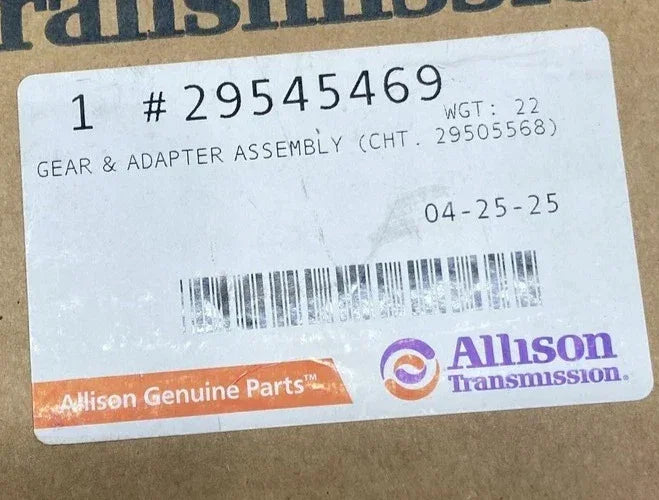 Transmission
1 #29545469
WGT: 22
GEAR & ADAPTER ASSEMBLY (CHT. 29505568)
04-25-25
Allison Genuine Parts™
Allison
Transmission®